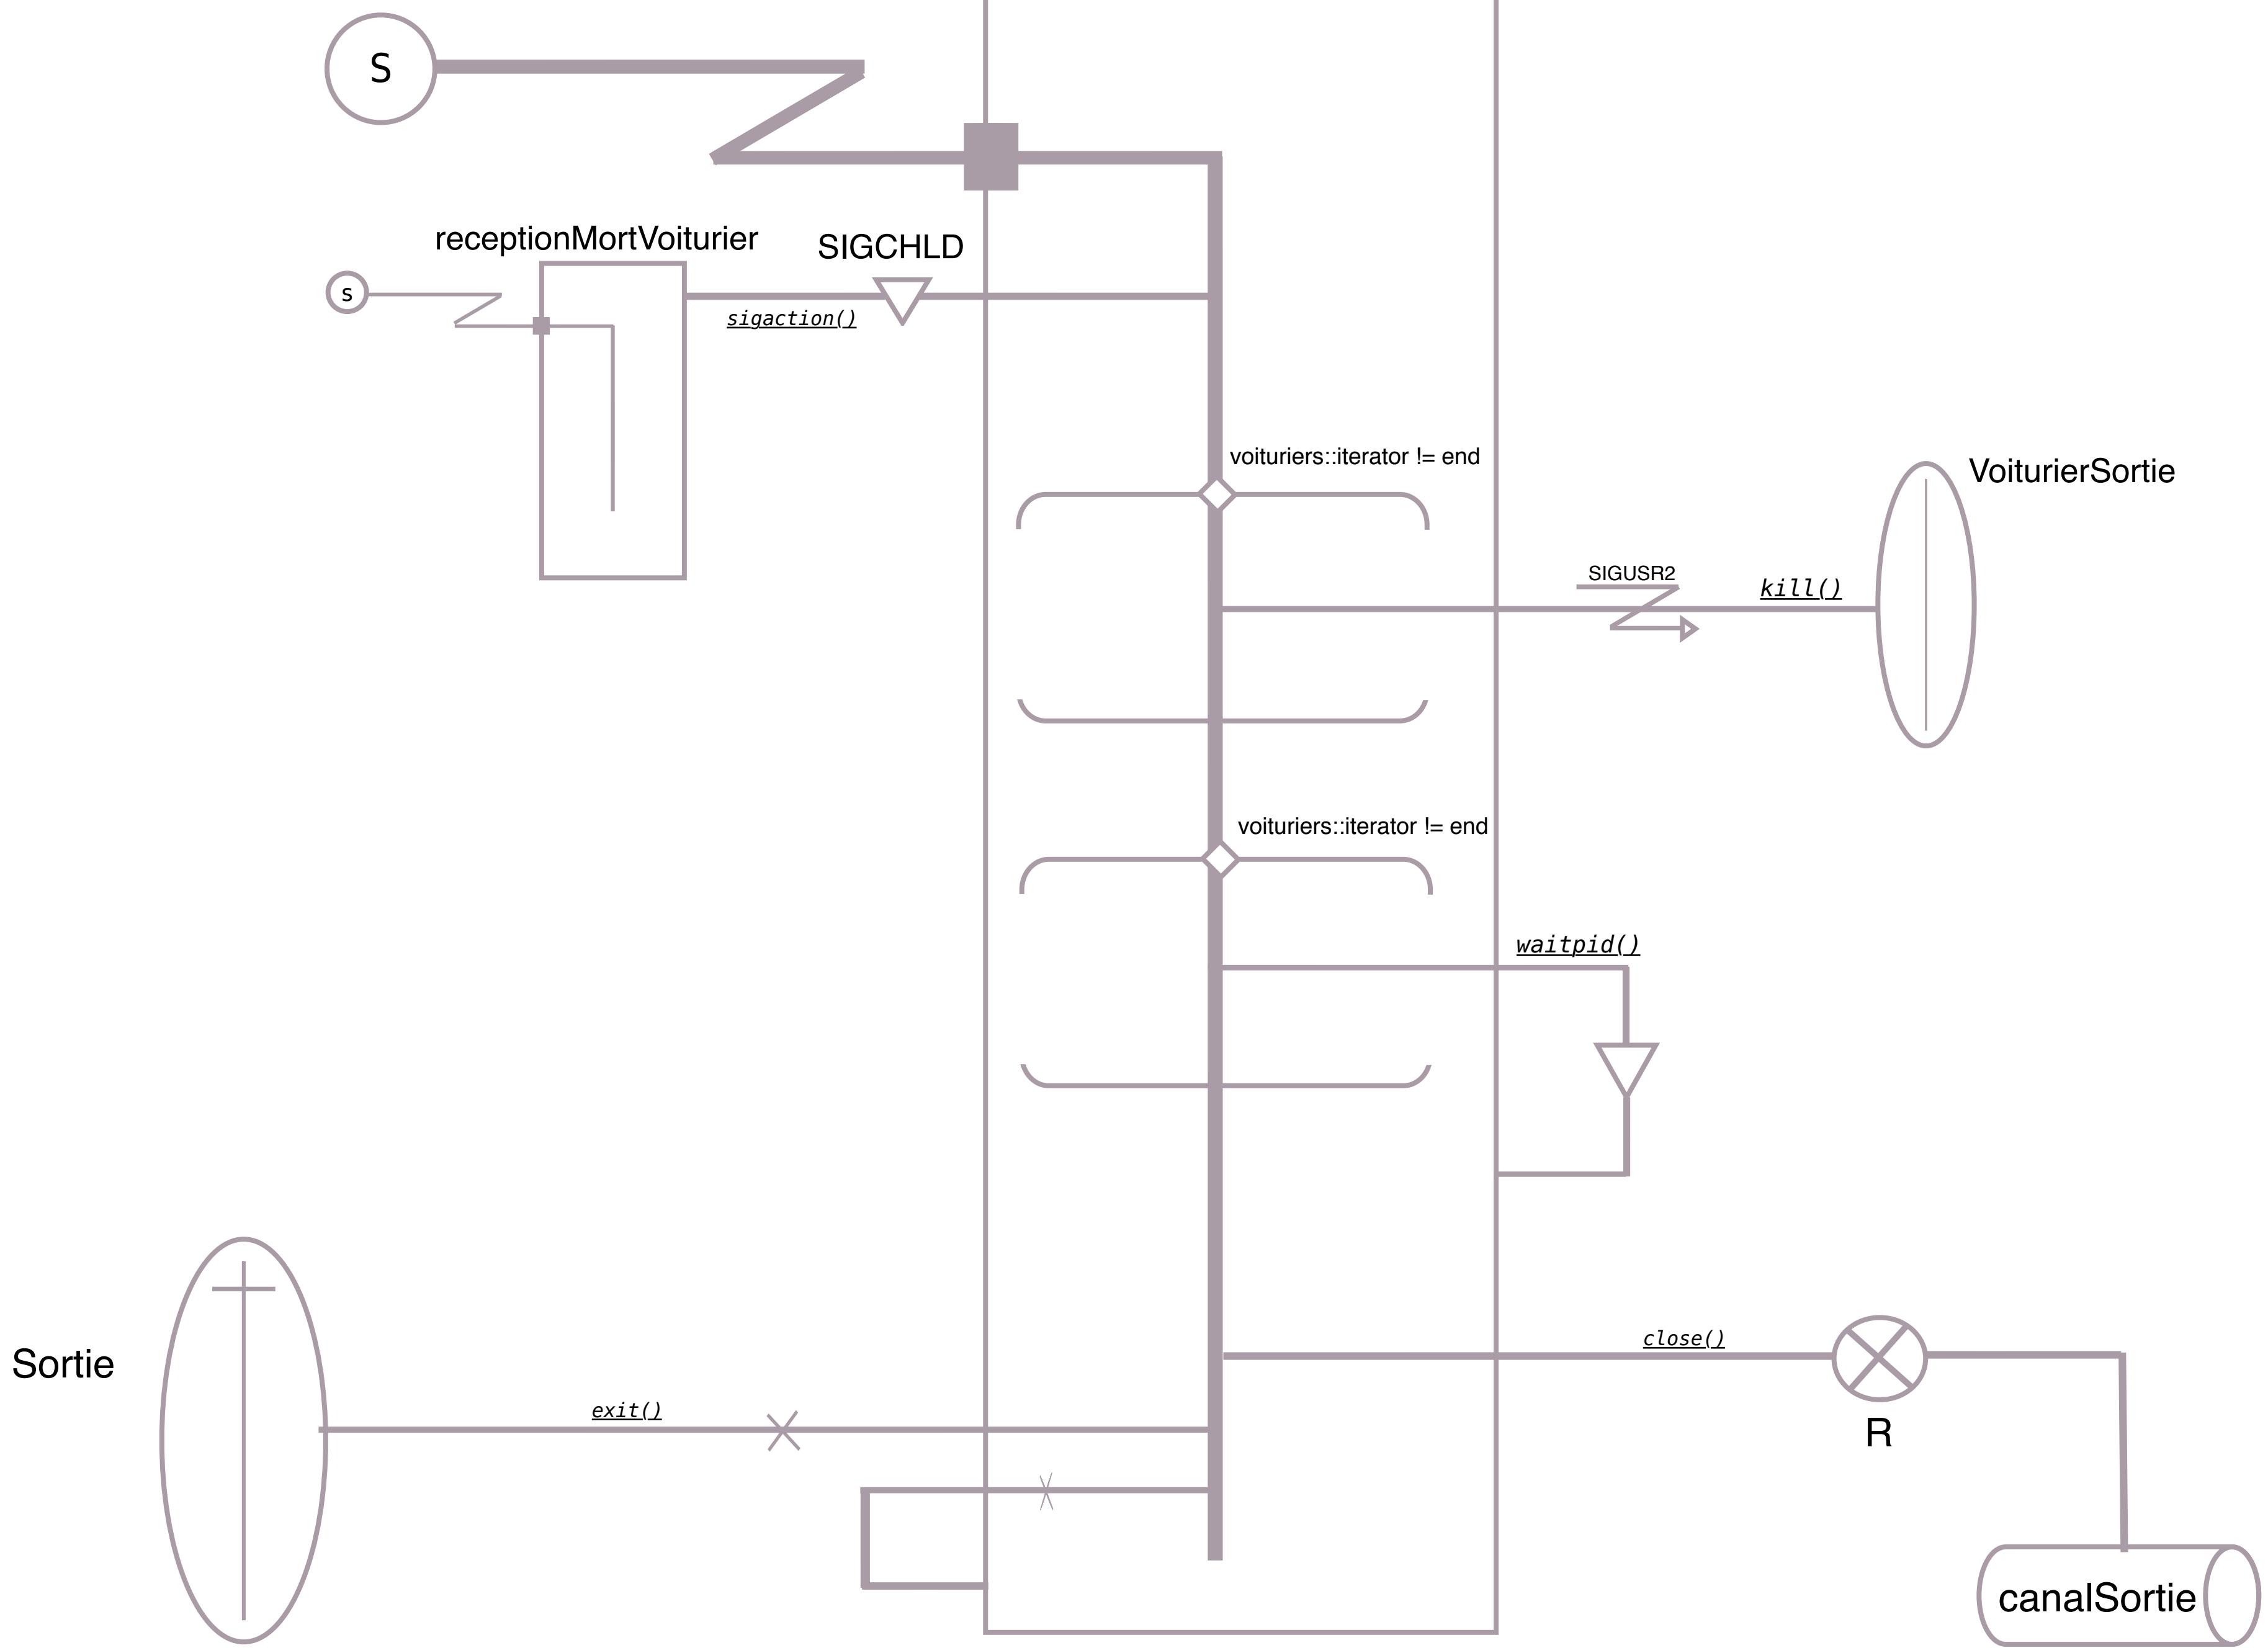 S
receptionMortVoiturier
SIGCHLD
s
sigaction()
voituriers::iterator != end
VoiturierSortie
SIGUSR2
kill()
voituriers::iterator != end
waitpid()
close()
Sortie
exit()
R
canalSortie